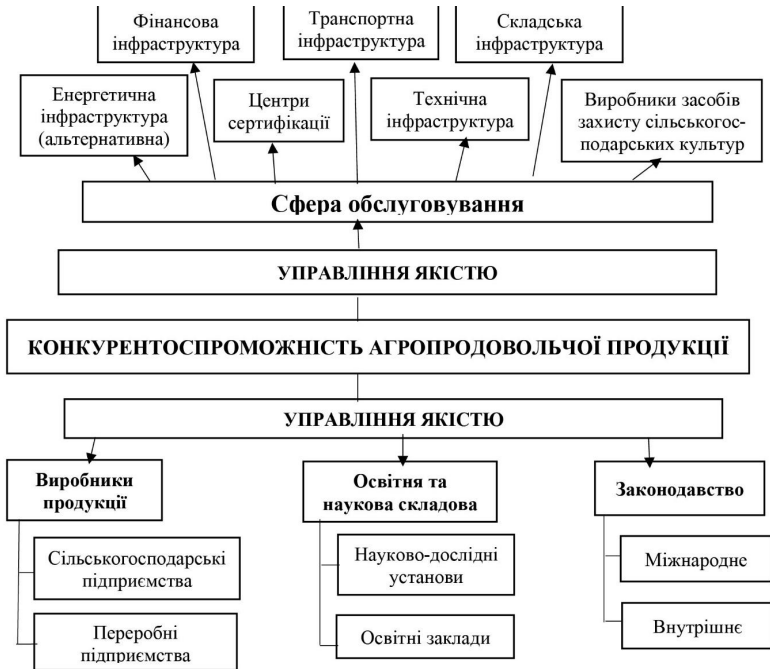 Фінансова
інфраструктура
Транспортна
інфраструктура
Складська
інфраструктура
Енергетична
інфраструктура
(альтернативна)
Центри
сертифікації
Технічна
інфраструктура
Виробники засобів
захисту сільськогос-
подарських культур
Сфера обслуговування
УПРАВЛІННЯ ЯКІСТЮ
КОНКУРЕНТОСПРОМОЖНІСТЬ АГРОПРОДОВОЛЬЧОЇ ПРОДУКЦІЇ
УПРАВЛІННЯ ЯКІСТЮ
Виробники
продукції
Освітня та
наукова складова
Законодавство
Сільськогосподарські
підприємства
Науково-дослідні
установи
Міжнародне
Переробні
підприємства
Освітні заклади
Внутрішнє